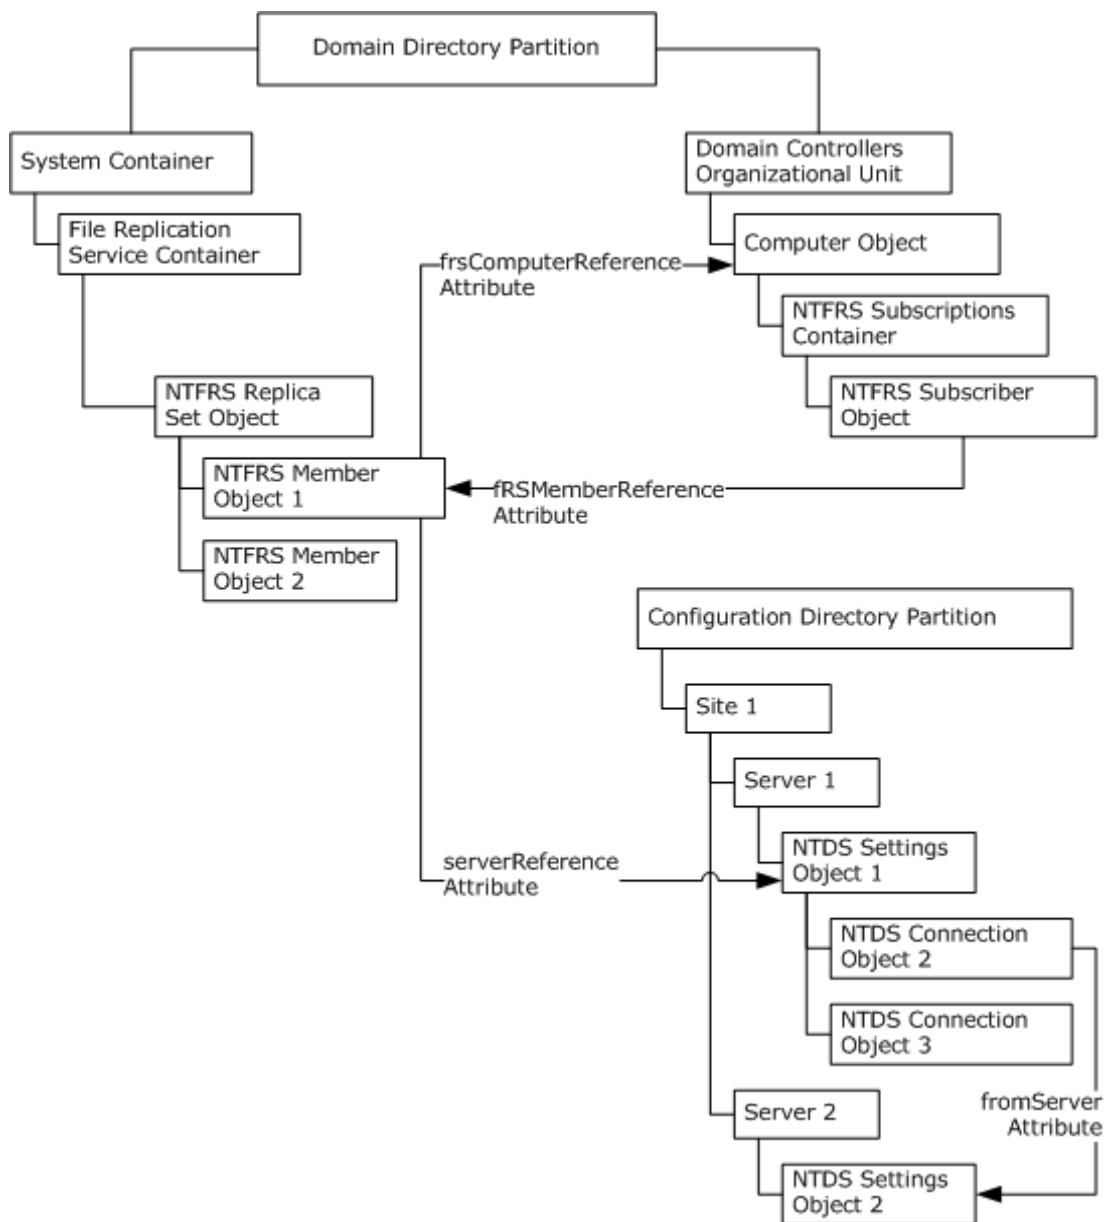 Domain Directory Partition
System Container
Domain Controllers
Organizational Unit
File Replication
Service Container
Computer Object
frsComputerReference
Attribute
NTFRS Subscriptions
Container
NTFRS Replica
Set Object
NTFRS Subscriber
Object
NTFRS Member
Object 1
fRSMemberReference
Attribute
NTFRS Member
Object 2
Configuration Directory Partition
Site 1
Server 1
serverReference
Attribute
NTDS Settings
Object 1
NTDS Connection
Object 2
NTDS Connection
Object 3
fromServer
Attribute
Server 2
NTDS Settings
Object 2